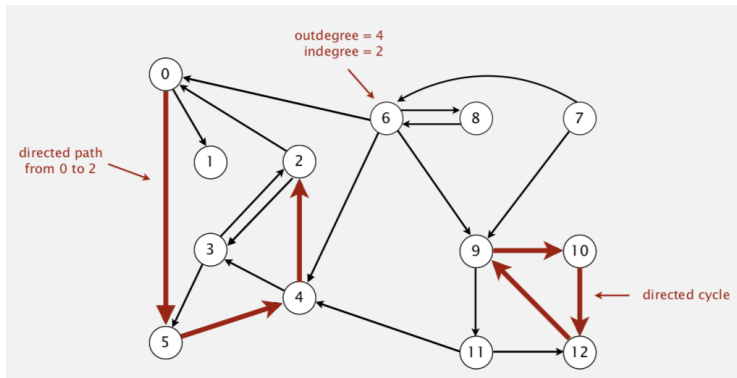 outdegree = 4
indegree = 2
0
6
8
7
1
2
directed path
from 0 to 2
3
9
10
4
directed cycle
5
11
12